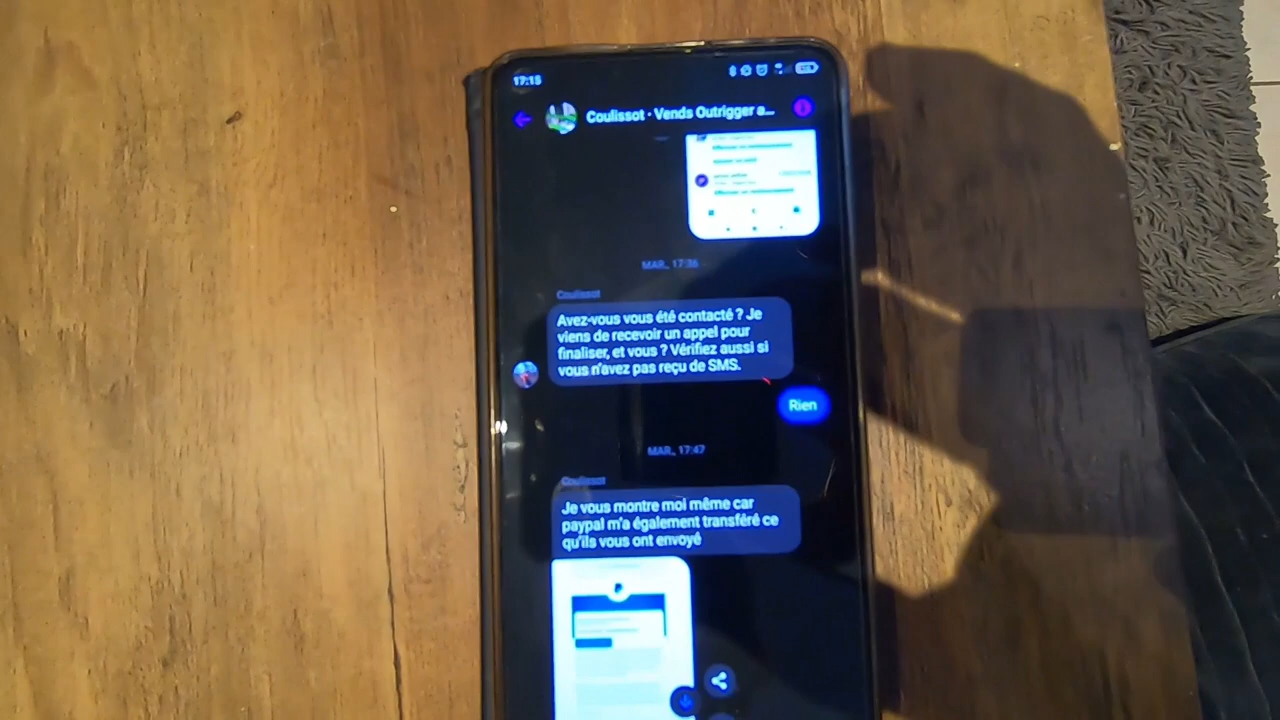 17:15
Coulissot · Vends Outrigger a…
MAR., 17:36
Coulissot
Avez-vous vous été contacté ? Je
viens de recevoir un appel pour
finaliser, et vous ? Vérifiez aussi si
vous n'avez pas reçu de SMS.
Rien
MAR., 17:47
Coulissot
Je vous montre moi même car
paypal m'a également transféré ce
qu'ils vous ont envoyé